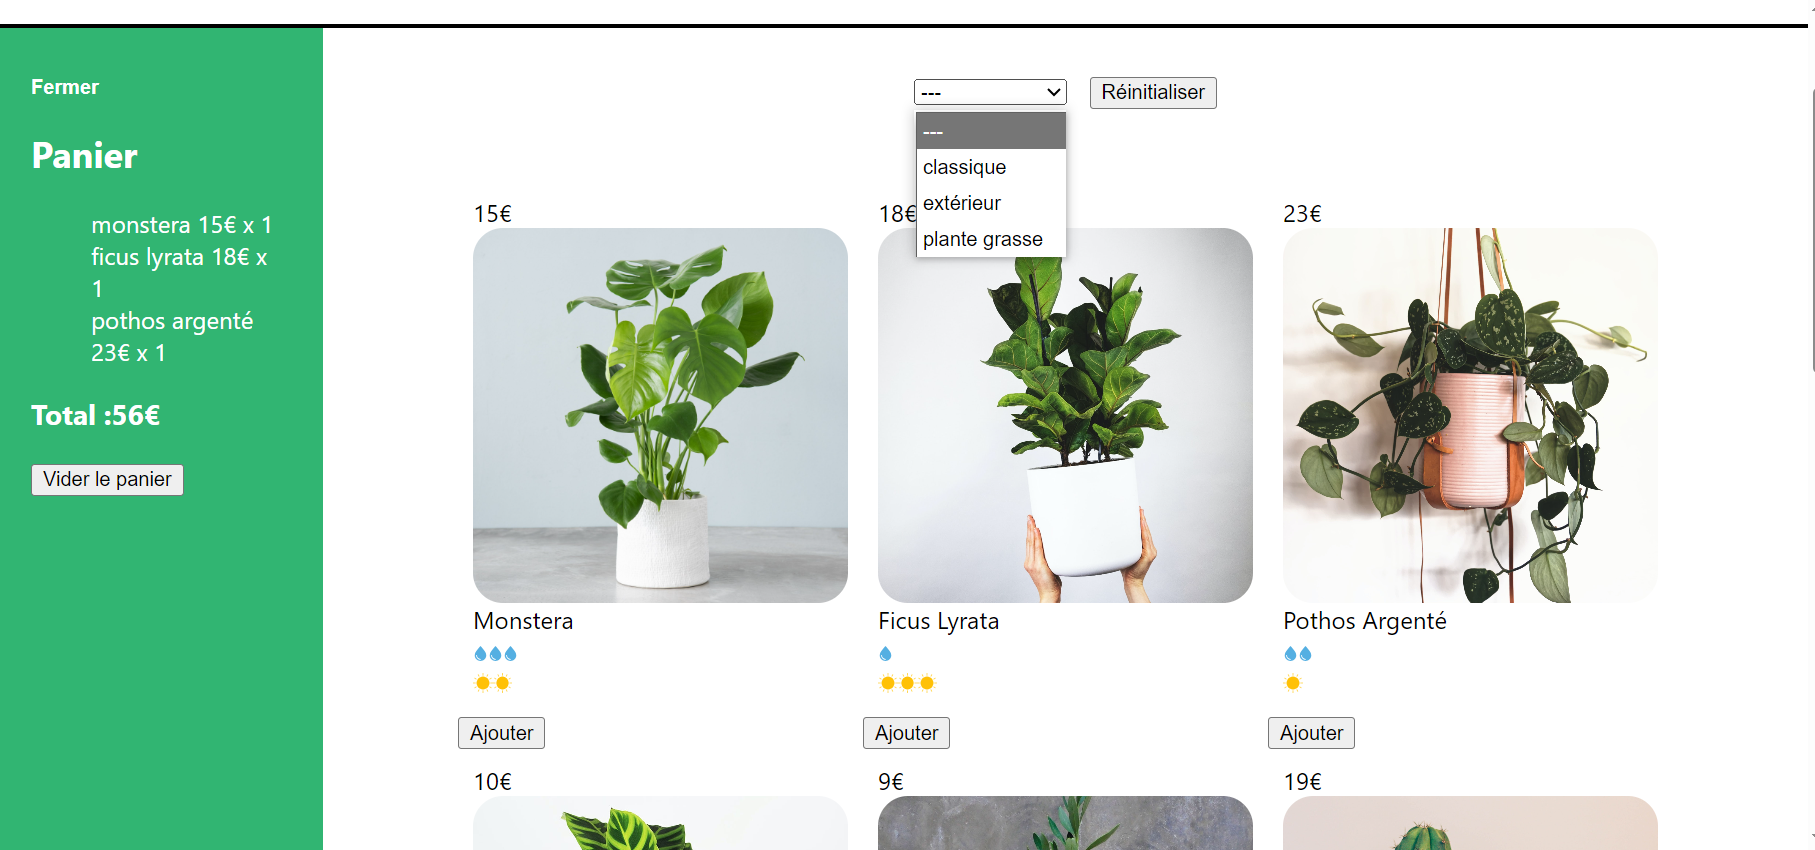 Fermer
Panier
monstera 15€ x 1
ficus lyrata 18€ x
1
pothos argenté
23€ x 1
Total :56€
Vider le panier
---
Réinitialiser
---
classique
extérieur
plante grasse
15€
18€
23€
Monstera
Ficus Lyrata
Pothos Argenté
Ajouter
Ajouter
Ajouter
10€
9€
19€